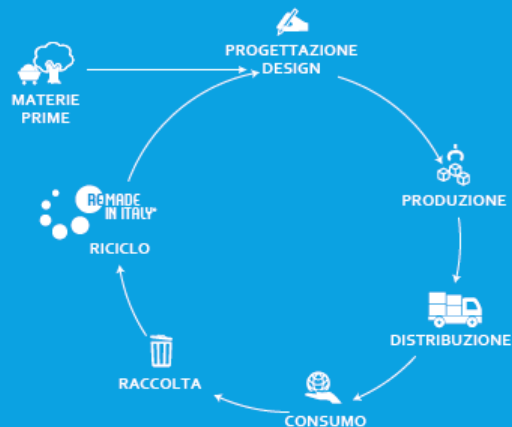 PROGETTAZIONE
DESIGN
MATERIE
PRIME
PRODUZIONE
DISTRIBUZIONE
CONSUMO
RACCOLTA
REMADE
IN ITALY®
RICICLO